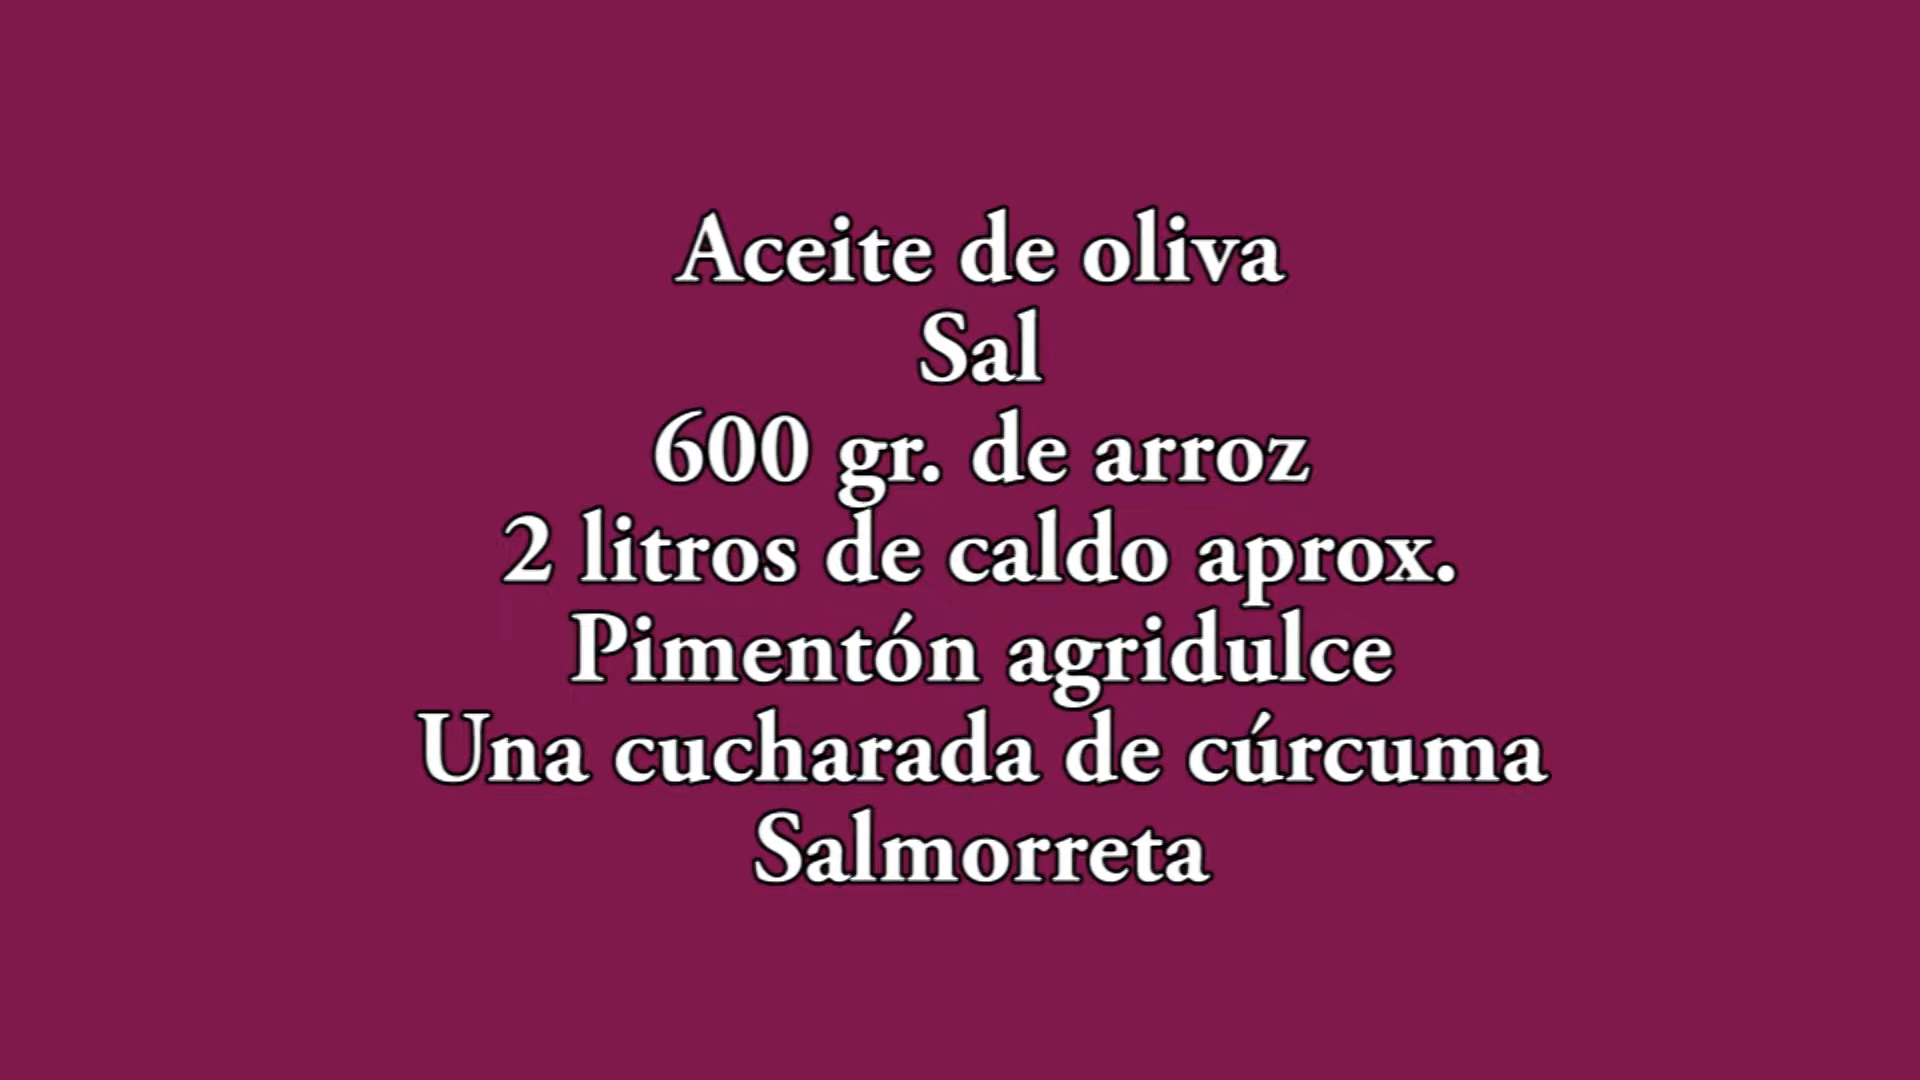 Aceite de oliva
Sal
600 gr. de arroz
2 litros de caldo aprox.
Pimentón agridulce
Una cucharada de cúrcuma
Salmorreta